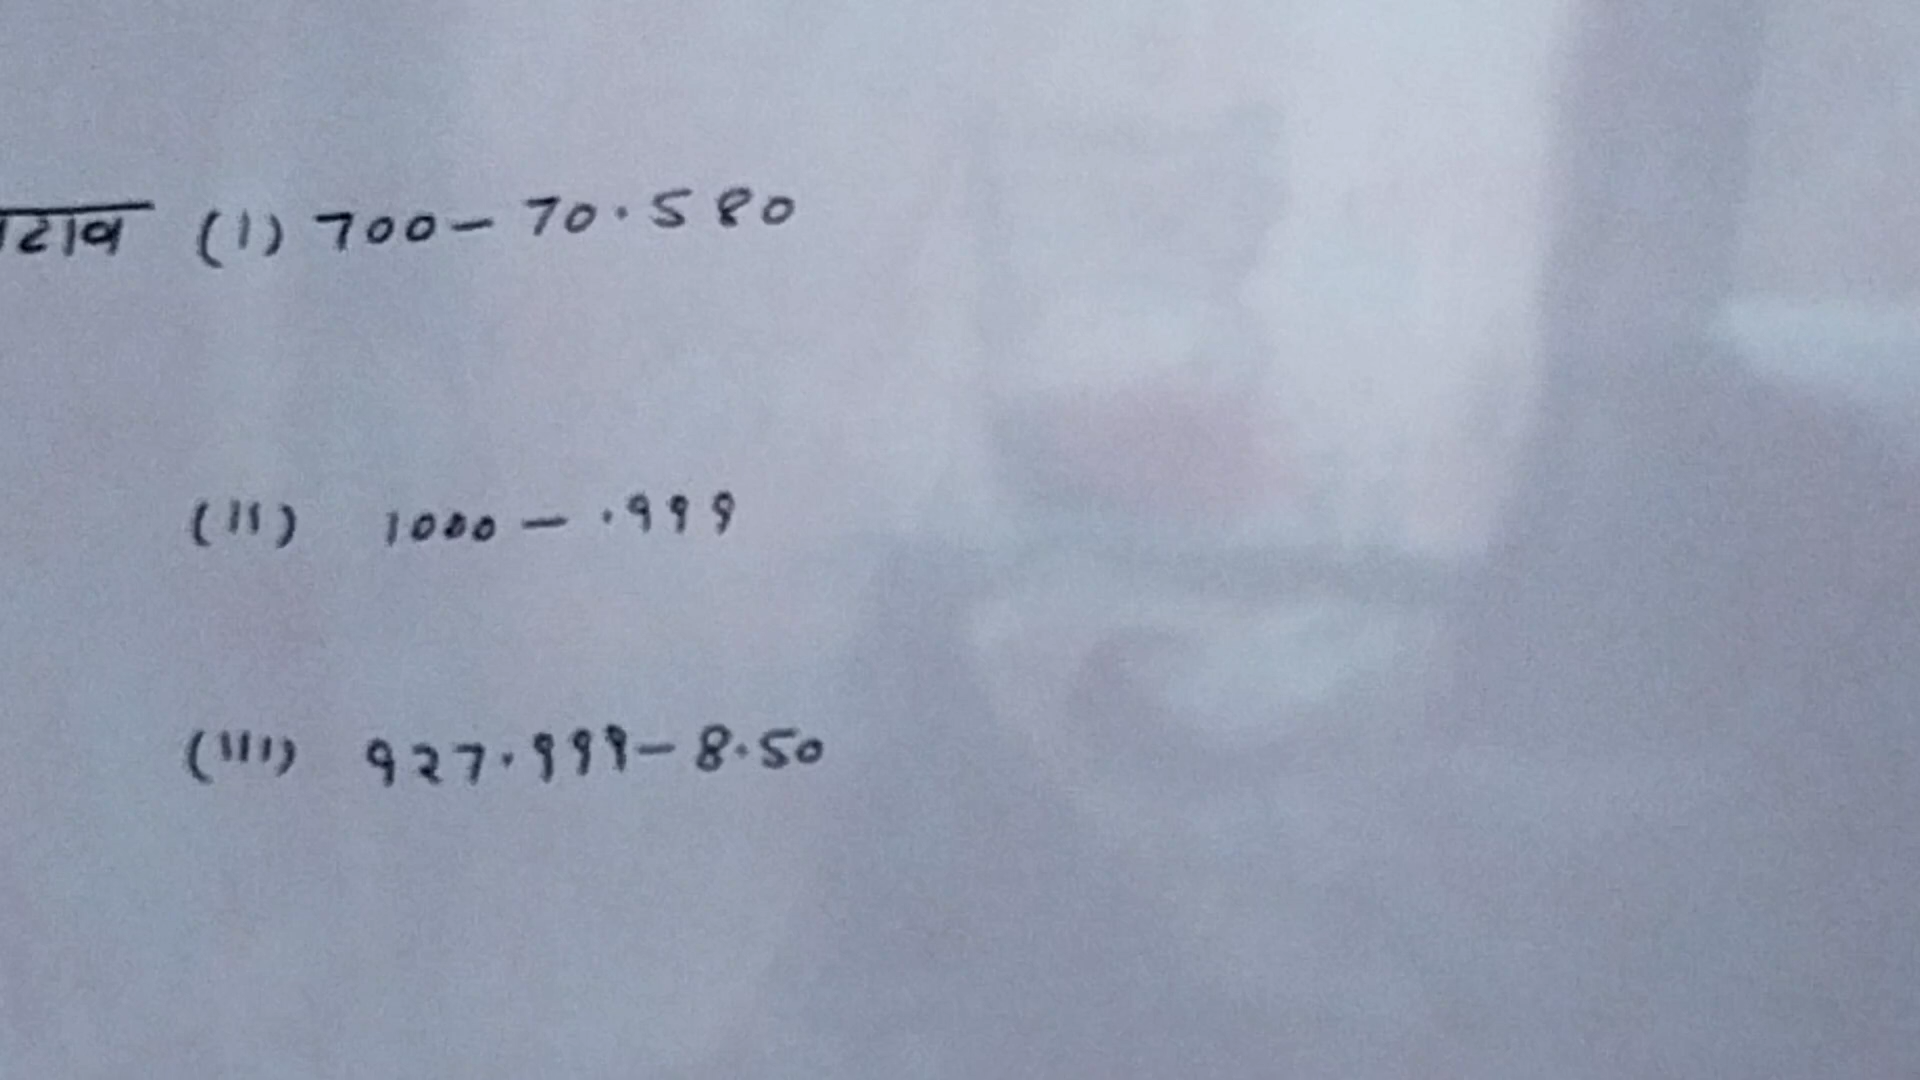 (I) 700 - 70.580
(II) 1000 - .999
(III) 927.999 - 8.50